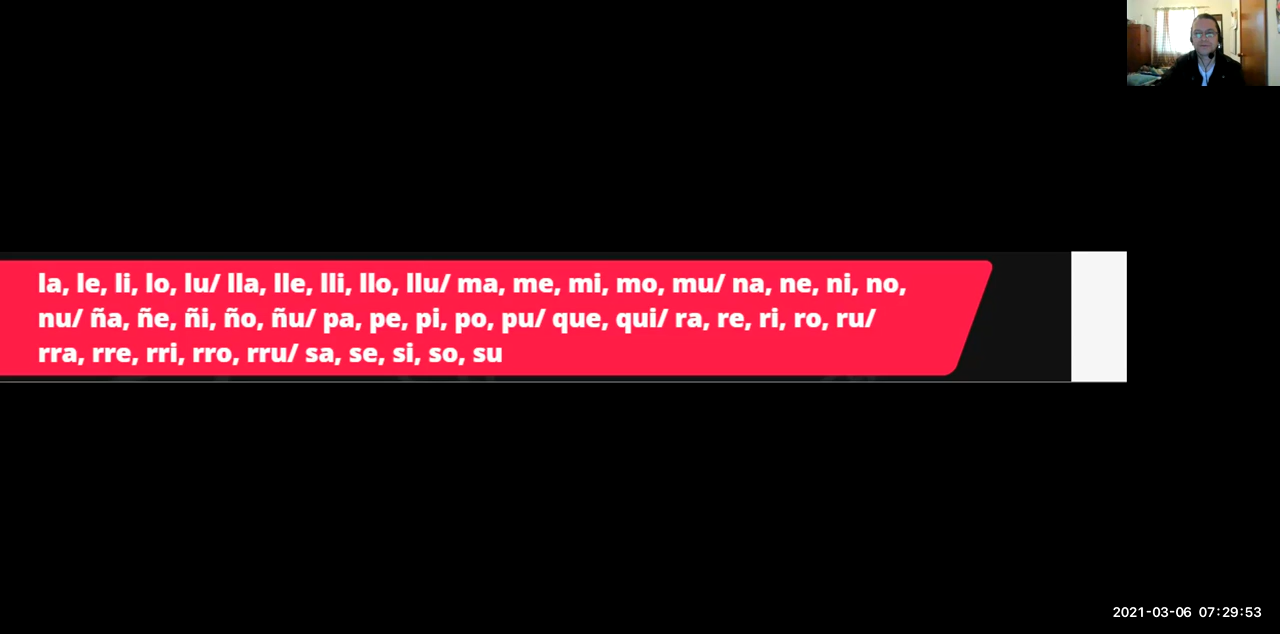 la, le, li, lo, lu/ lla, lle, lli, llo, llu/ ma, me, mi, mo, mu/ na, ne, ni, no,
nu/ ña, ñe, ñi, ño, ñu/ pa, pe, pi, po, pu/ que, qui/ ra, re, ri, ro, ru/
rra, rre, rri, rro, rru/ sa, se, si, so, su
2021-03-06 07:29:53